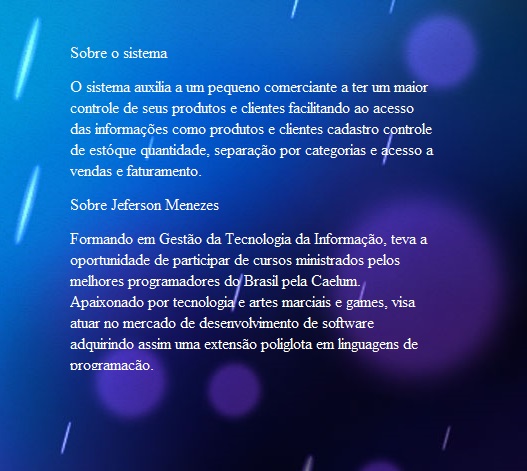 Sobre o sistema
O sistema auxilia a um pequeno comerciante a ter um maior
controle de seus produtos e clientes facilitando ao acesso
das informações como produtos e clientes cadastro controle
de estóque quantidade, separação por categorias e acesso a
vendas e faturamento.
Sobre Jeferson Menezes
Formando em Gestão da Tecnologia da Informação, teva a
oportunidade de participar de cursos ministrados pelos
melhores programadores do Brasil pela Caelum.
Apaixonado por tecnologia e artes marciais e games, visa
atuar no mercado de desenvolvimento de software
adquirindo assim uma extensão poliglota em linguagens de
programação.